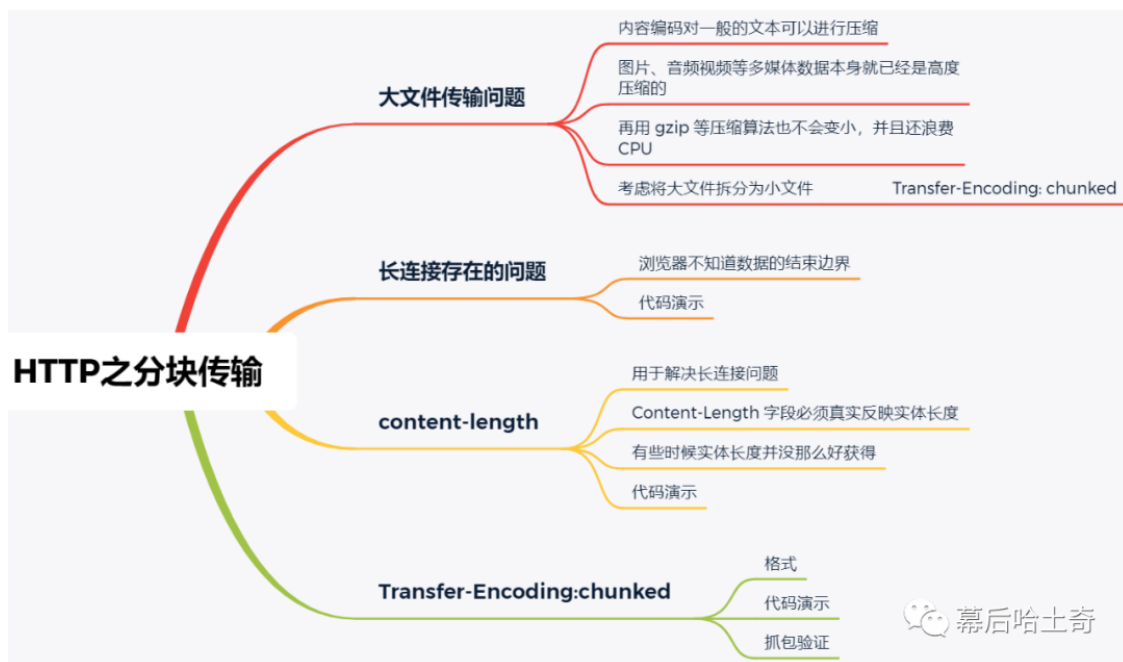 内容编码对一般的文本可以进行压缩
图片、音频视频等多媒体数据本身就已经是高度
压缩的
大文件传输问题
再用 gzip 等压缩算法也不会变小，并且还浪费
CPU
考虑将大文件拆分为小文件 Transfer-Encoding: chunked
浏览器不知道数据的结束边界
长连接存在的问题
代码演示
HTTP之分块传输
用于解决长连接问题
Content-Length 字段必须真实反映实体长度
content-length
有些时候实体长度并没那么好获得
代码演示
格式
Transfer-Encoding:chunked
代码演示
抓包验证
幕后哈土奇